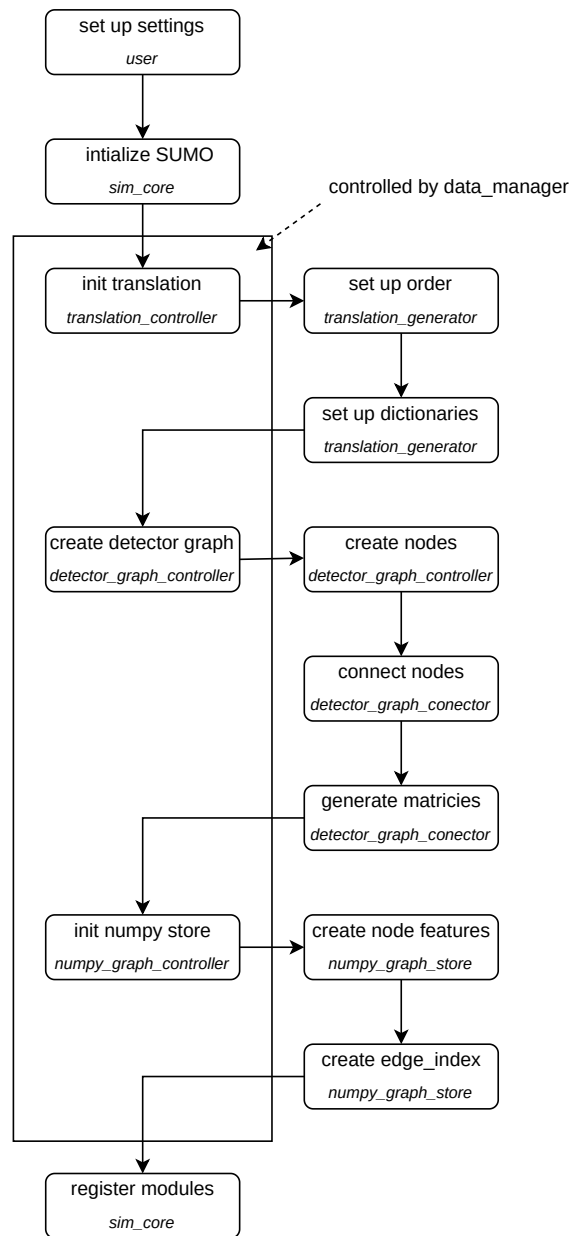 set up settings
user
intialize SUMO
sim_core
controlled by data_manager
init translation
translation_controller
set up order
translation_generator
set up dictionaries
translation_generator
create detector graph
detector_graph_controller
create nodes
detector_graph_controller
connect nodes
detector_graph_conector
generate matricies
detector_graph_conector
init numpy store
numpy_graph_controller
create node features
numpy_graph_store
create edge_index
numpy_graph_store
register modules
sim_core